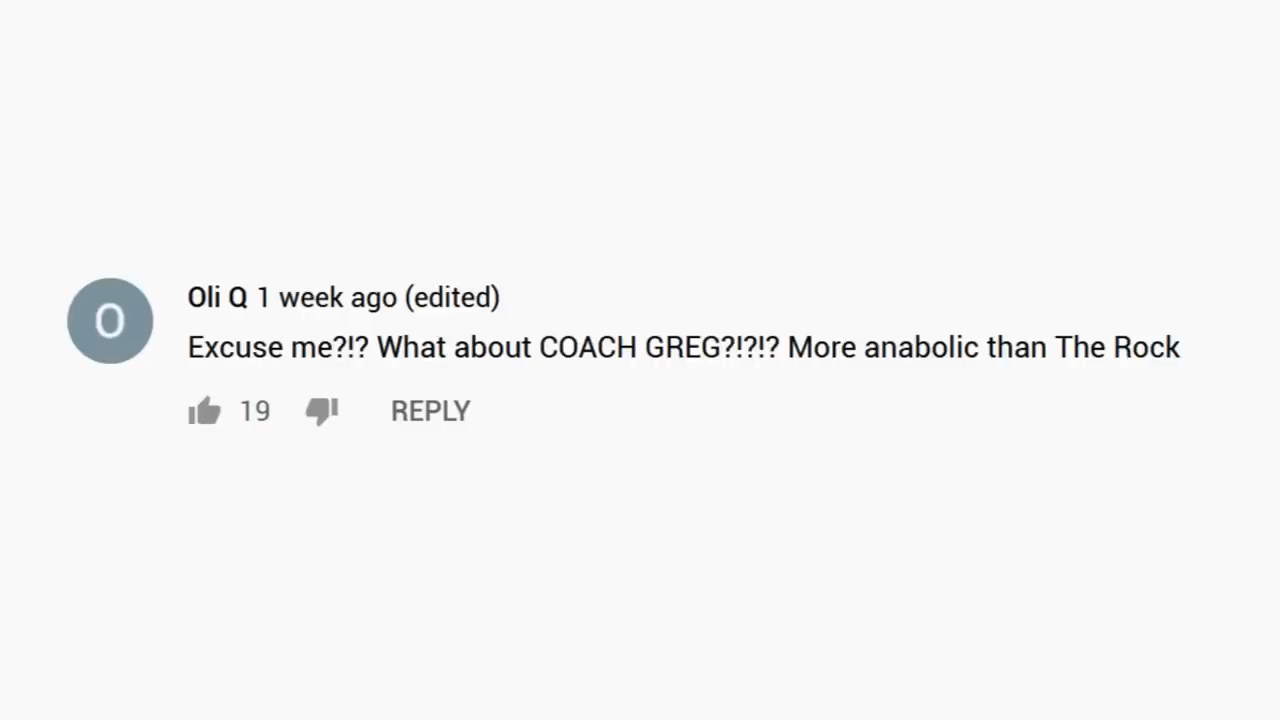 O
Oli Q 1 week ago (edited)
Excuse me?!? What about COACH GREG?!?!? More anabolic than The Rock
19 REPLY